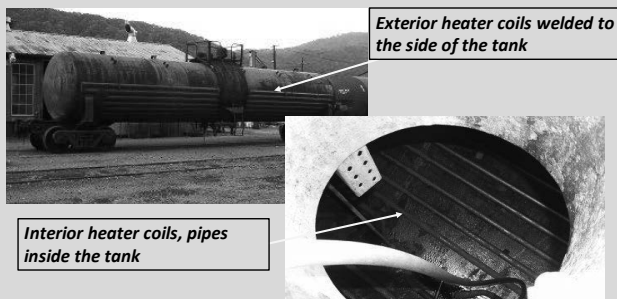 Exterior heater coils welded to
the side of the tank
Interior heater coils, pipes
inside the tank